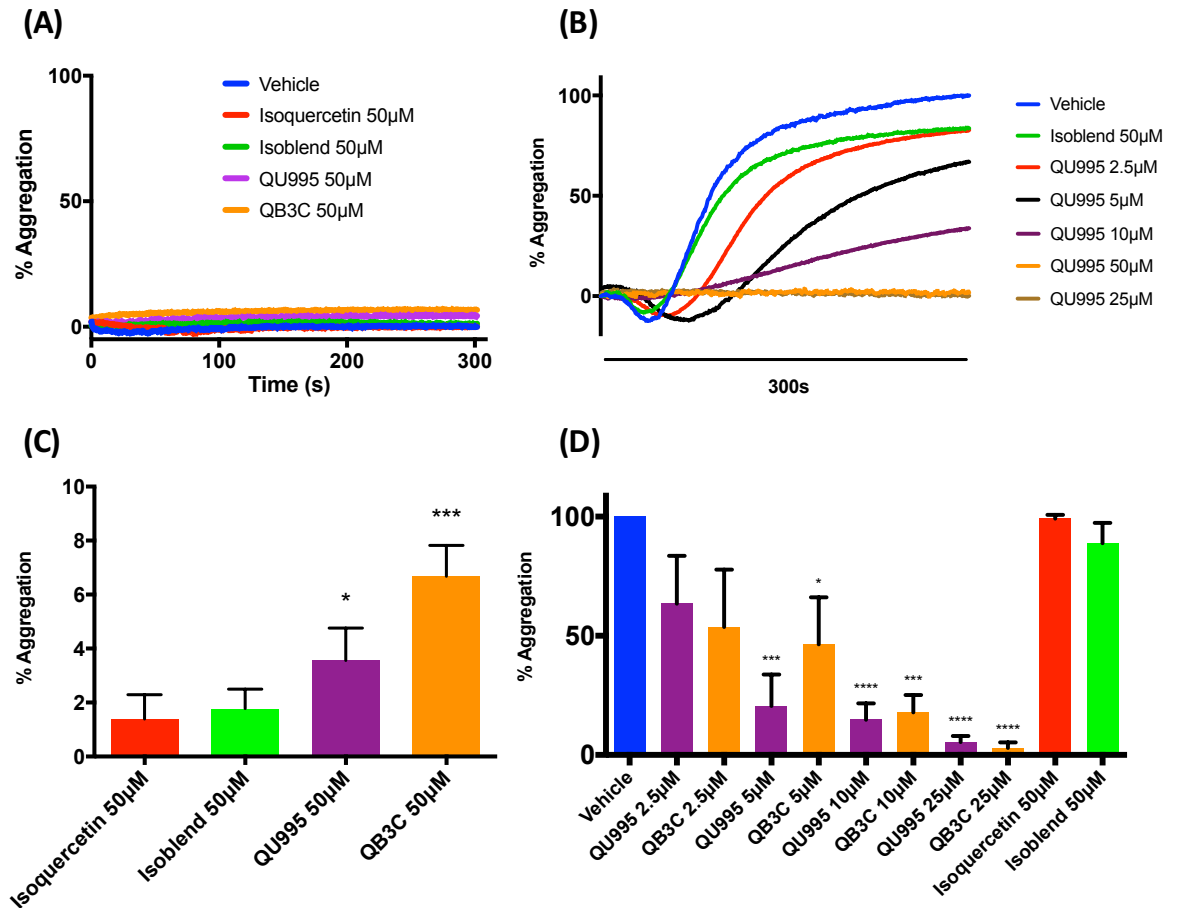 (A)
(B)
% Aggregation
100
50
0
0
100
200
300
Time (s)
Vehicle
Isoquercetin 50µM
Isoblend 50µM
QU995 50µM
QB3C 50µM
% Aggregation
100
50
0
300s
Vehicle
Isoblend 50µM
QU995 2.5µM
QU995 5µM
QU995 10µM
QU995 50µM
QU995 25µM
(C)
(D)
% Aggregation
10
8
6
4
2
0
*
***
Isoquercetin 50µM
Isoblend 50µM
QU995 50µM
QB3C 50µM
% Aggregation
100
50
0
***
*
****
***
****
****
Vehicle
QU995 2.5µM
QB3C 2.5µM
QU995 5µM
QB3C 5µM
QU995 10µM
QB3C 10µM
QU995 25µM
QB3C 25µM
Isoquercetin 50µM
Isoblend 50µM